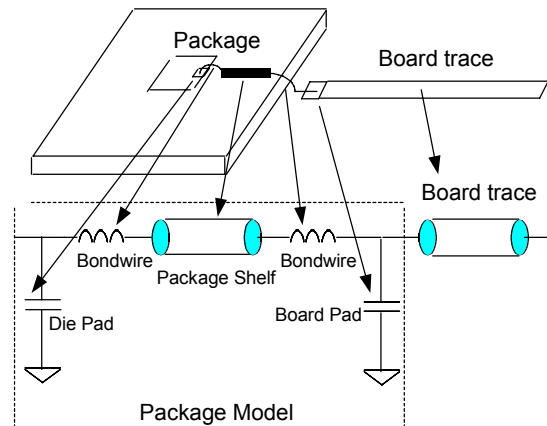 Package
Board trace
Board trace
Bondwire
Package Shelf
Bondwire
Die Pad
Board Pad
Package Model